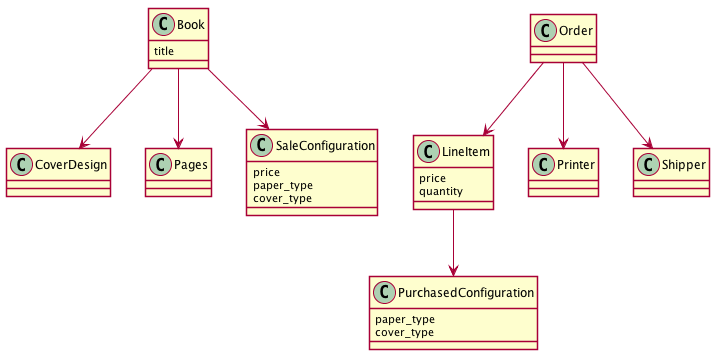 C Book
title
C Order
C CoverDesign
C Pages
C SaleConfiguration
price
paper_type
cover_type
C LineItem
price
quantity
C Printer
C Shipper
C PurchasedConfiguration
paper_type
cover_type